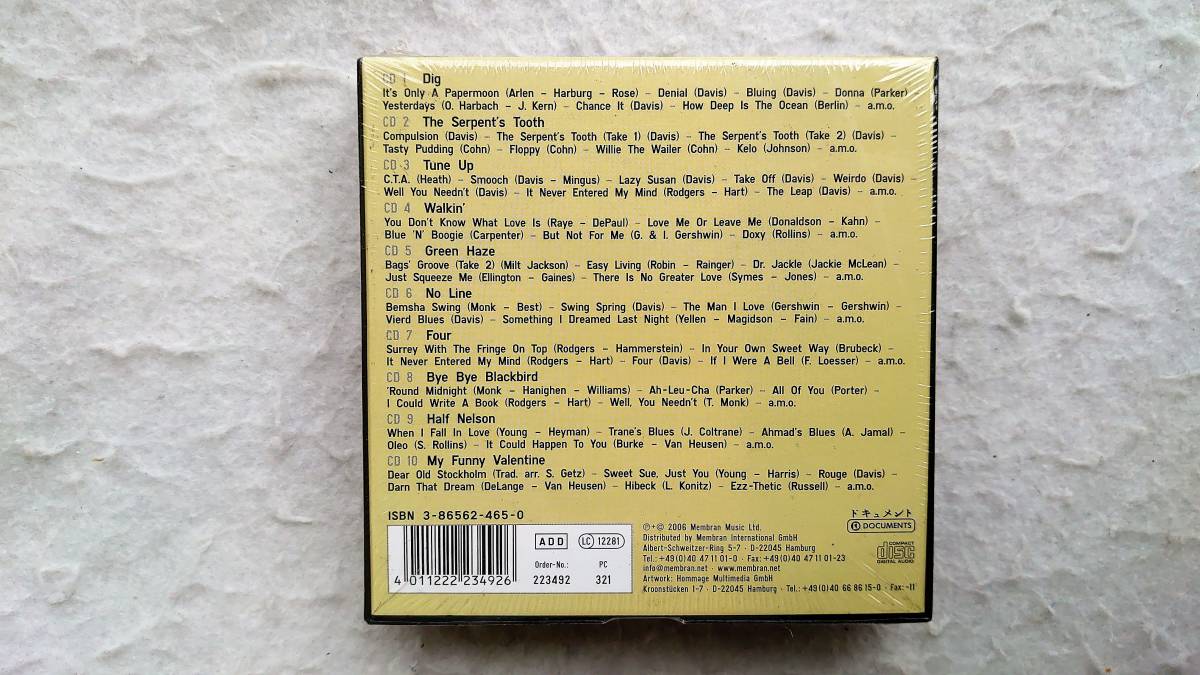 CD 1 Dig
It's Only A Papermoon (Arlen – Harburg – Rose) – Denial (Davis) – Bluing (Davis) – Donna (Parker)
Yesterdays (O. Harbach – J. Kern) – Chance It (Davis) – How Deep Is The Ocean (Berlin) – a.m.o.
CD 2 The Serpent's Tooth
Compulsion (Davis) – The Serpent's Tooth (Take 1) (Davis) – The Serpent's Tooth (Take 2) (Davis) –
Tasty Pudding (Cohn) – Floppy (Cohn) – Willie The Wailer (Cohn) – Kelo (Johnson) – a.m.o.
CD 3 Tune Up
C.T.A. (Heath) – Smooch (Davis – Mingus) – Lazy Susan (Davis) – Take Off (Davis) – Weirdo (Davis) –
Well You Needn't (Davis) – It Never Entered My Mind (Rodgers – Hart) – The Leap (Davis) – a.m.o.
CD 4 Walkin'
You Don't Know What Love Is (Raye – DePaul) – Love Me Or Leave Me (Donaldson – Kahn) –
Blue 'N' Boogie (Carpenter) – But Not For Me (G. & I. Gershwin) – Doxy (Rollins) – a.m.o.
CD 5 Green Haze
Bags' Groove (Take 2) (Milt Jackson) – Easy Living (Robin – Rainger) – Dr. Jackle (Jackie McLean) –
Just Squeeze Me (Ellington – Gaines) – There Is No Greater Love (Symes – Jones) – a.m.o.
CD 6 No Line
Bemsha Swing (Monk – Best) – Swing Spring (Davis) – The Man I Love (Gershwin – Gershwin) –
Vierd Blues (Davis) – Something I Dreamed Last Night (Yellen – Magidson – Fain) – a.m.o.
CD 7 Four
Surrey With The Fringe On Top (Rodgers – Hammerstein) – In Your Own Sweet Way (Brubeck) –
It Never Entered My Mind (Rodgers – Hart) – Four (Davis) – If I Were A Bell (F. Loesser) – a.m.o.
CD 8 Bye Bye Blackbird
'Round Midnight (Monk – Hanighen – Williams) – Ah-Leu-Cha (Parker) – All Of You (Porter) –
I Could Write A Book (Rodgers – Hart) – Well, You Needn't (T. Monk) – a.m.o.
CD 9 Half Nelson
When I Fall In Love (Young – Heyman) – Trane's Blues (J. Coltrane) – Ahmad's Blues (A. Jamal) –
Oleo (S. Rollins) – It Could Happen To You (Burke – Van Heusen) – a.m.o.
CD 10 My Funny Valentine
Dear Old Stockholm (Trad. arr. S. Getz) – Sweet Sue, Just You (Young – Harris) – Rouge (Davis) –
Darn That Dream (DeLange – Van Heusen) – Hibeck (L. Konitz) – Ezz-Thetic (Russell) – a.m.o.
ISBN 3-86562-465-0
4 011222 234926
ADD LC 12281
Order-No.: PC
223492 321
℗+© 2006 Membran Music Ltd.
Distributed by Membran International GmbH
Albert-Schweitzer-Ring 5-7 · D-22045 Hamburg
Tel.: +49(0)40 47 11 01-0 · Fax: +49(0)40 47 11 01-23
info@membran.net · www.membran.net
Artwork: Hommage Multimedia GmbH
Kroonstücken 1-7 · D-22045 Hamburg · Tel.: +49(0)40 66 86 15-0 · Fax: -11
ドキュメント
DOCUMENTS
COMPACT
disc
DIGITAL AUDIO